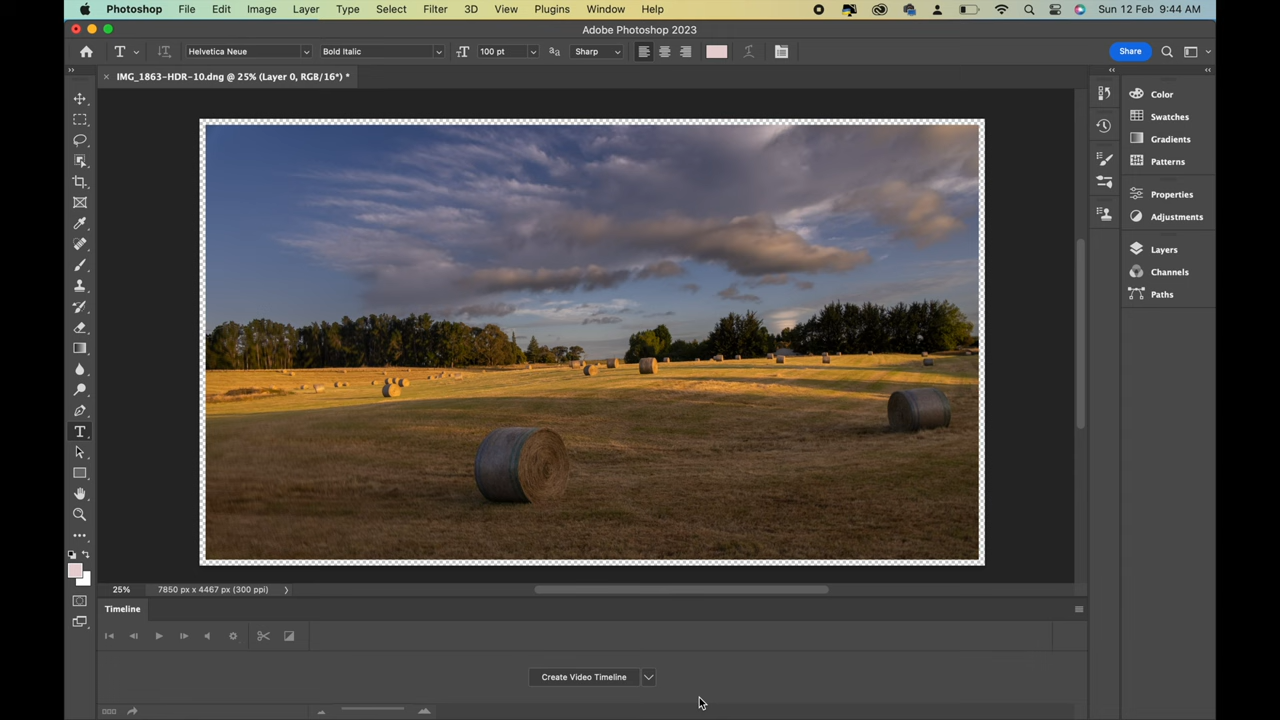 Photoshop File Edit Image Layer Type Select Filter 3D View Plugins Window Help Sun 12 Feb 9:44 AM
Adobe Photoshop 2023
Helvetica Neue Bold Italic 100 pt Sharp Share
IMG_1863-HDR-10.dng @ 25% (Layer 0, RGB/16*) *
Color
Swatches
Gradients
Patterns
Properties
Adjustments
Layers
Channels
Paths
25% 7850 px x 4467 px (300 ppi)
Timeline
Create Video Timeline